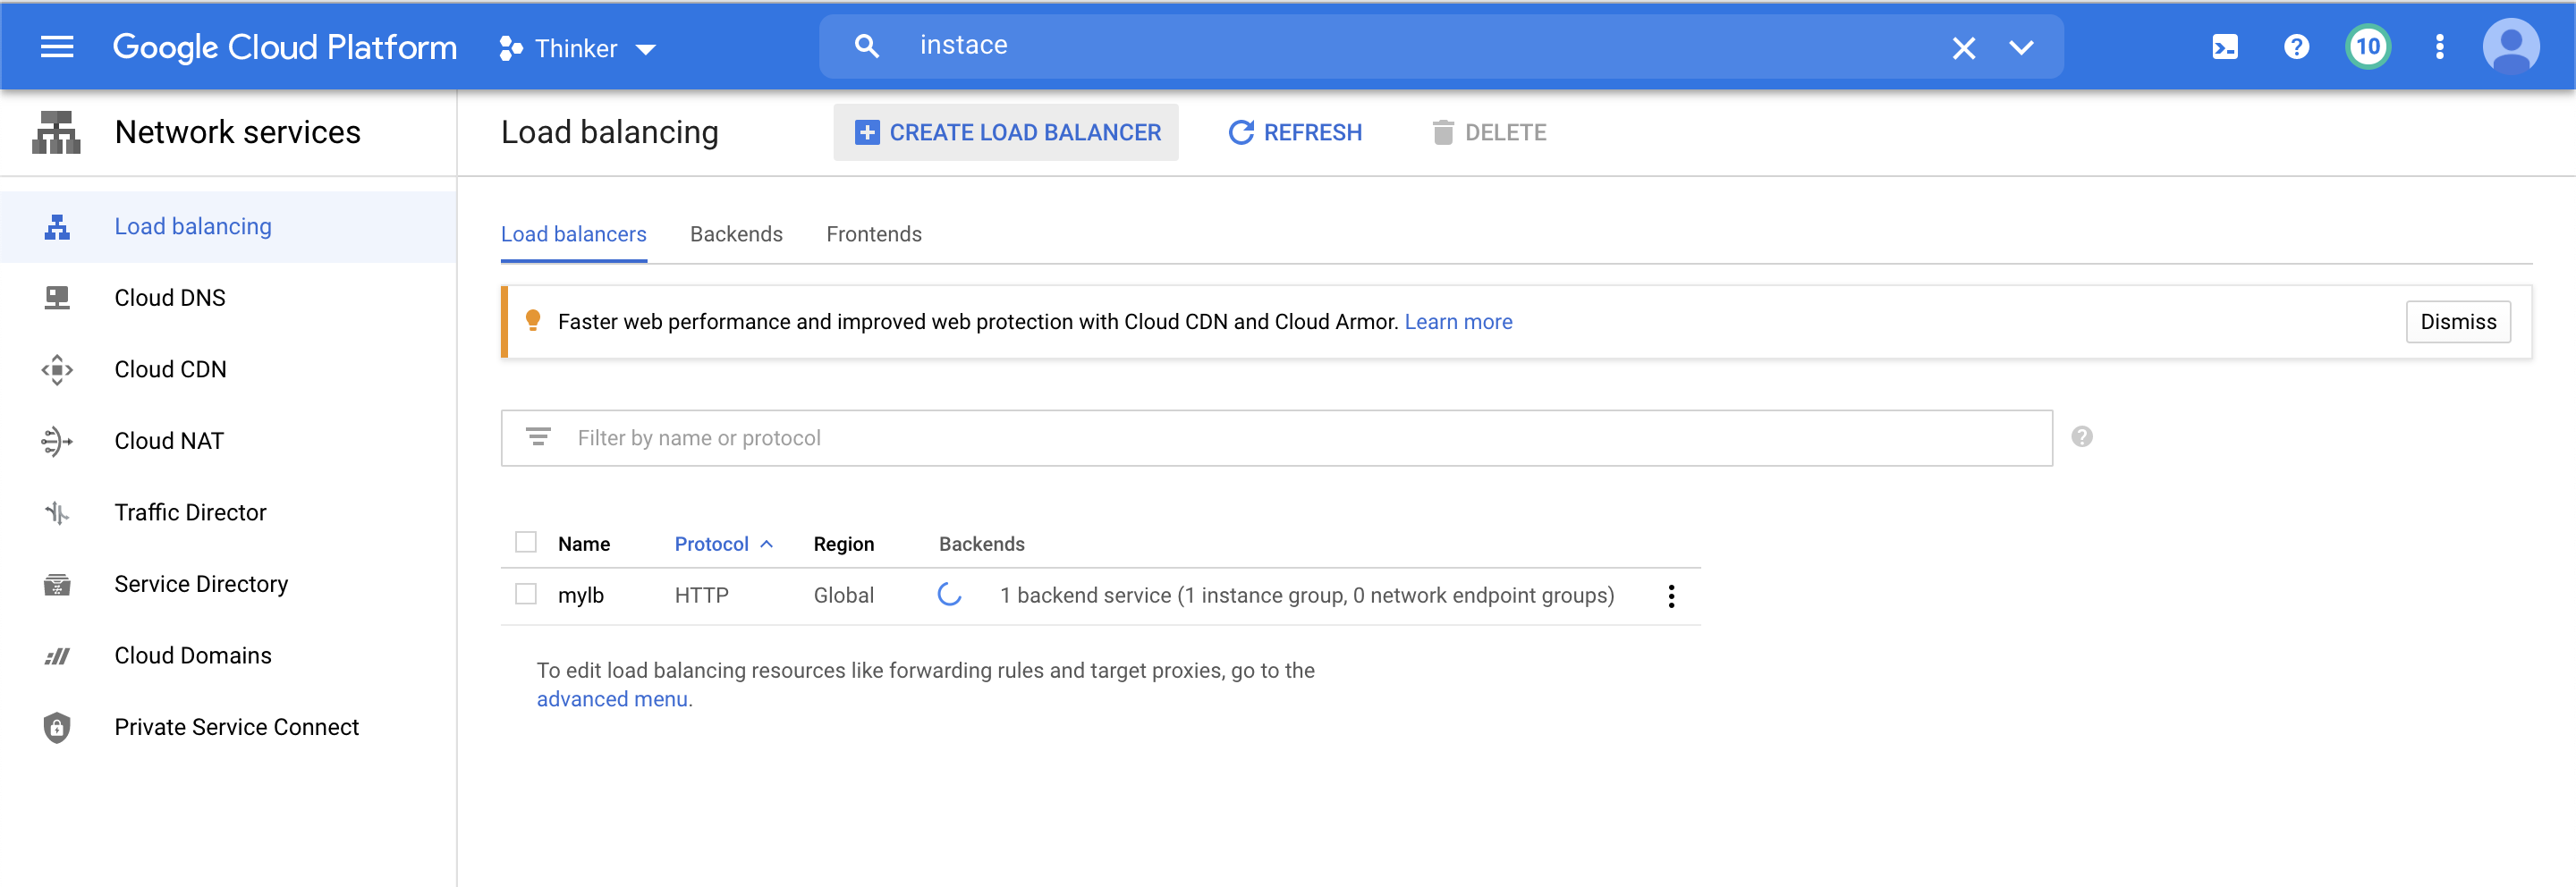 Google Cloud Platform
Thinker
instace
10
Network services
Load balancing
CREATE LOAD BALANCER
REFRESH
DELETE
Load balancing
Cloud DNS
Cloud CDN
Cloud NAT
Traffic Director
Service Directory
Cloud Domains
Private Service Connect
Load balancers
Backends
Frontends
Faster web performance and improved web protection with Cloud CDN and Cloud Armor. Learn more
Dismiss
Filter by name or protocol
Name Protocol Region Backends
mylb HTTP Global 1 backend service (1 instance group, 0 network endpoint groups)
To edit load balancing resources like forwarding rules and target proxies, go to the
advanced menu.